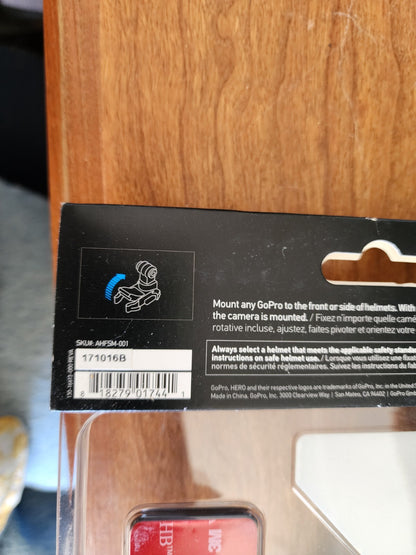 Mount any GoPro to the front or side of helmets. With
the camera is mounted. / Fixez n'importe quelle camé
rotative incluse, ajustez, faites pivoter et orientez votre
SKU#: AHFSM-001
171016B
8 18279 01744 1
Always select a helmet that meets the applicable safety standar
instructions on safe helmet use. / Lorsque vous utilisez une fixat
normes de sécurité réglementaires. Suivez les instructions du fab
GoPro, HERO and their respective logos are trademarks of GoPro, Inc. in the United
Made in China. GoPro, Inc. 3000 Clearview Way | San Mateo, CA 94402 | GoPro Gmb
HB